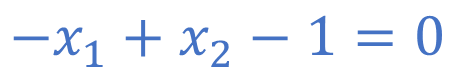 −x₁ + x₂ − 1 = 0